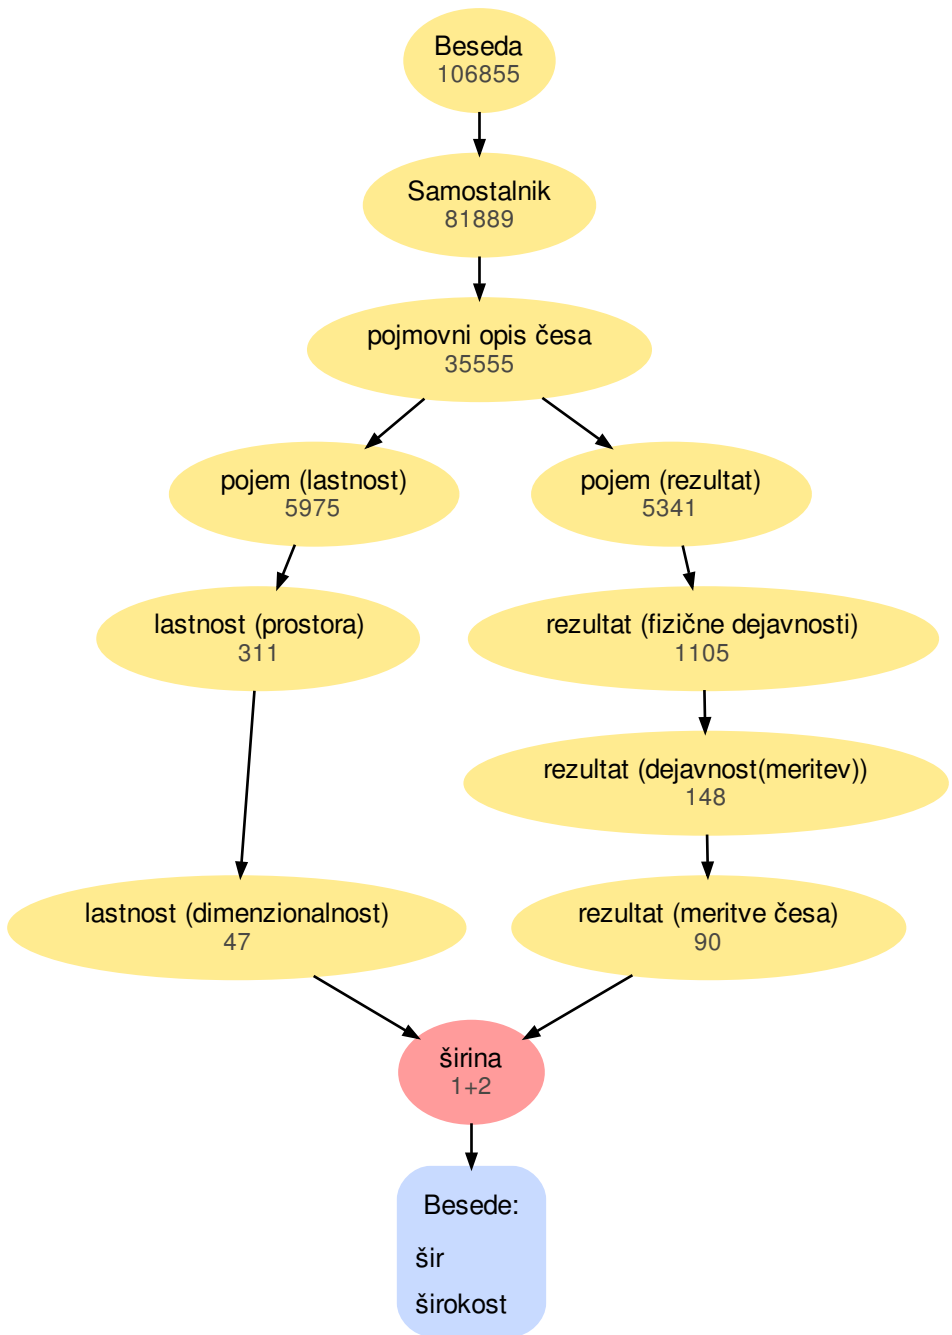 Beseda
106855
Samostalnik
81889
pojmovni opis česa
35555
pojem (lastnost)
5975
pojem (rezultat)
5341
lastnost (prostora)
311
rezultat (fizične dejavnosti)
1105
rezultat (dejavnost(meritev))
148
lastnost (dimenzionalnost)
47
rezultat (meritve česa)
90
širina
1+2
Besede:
šir
širokost